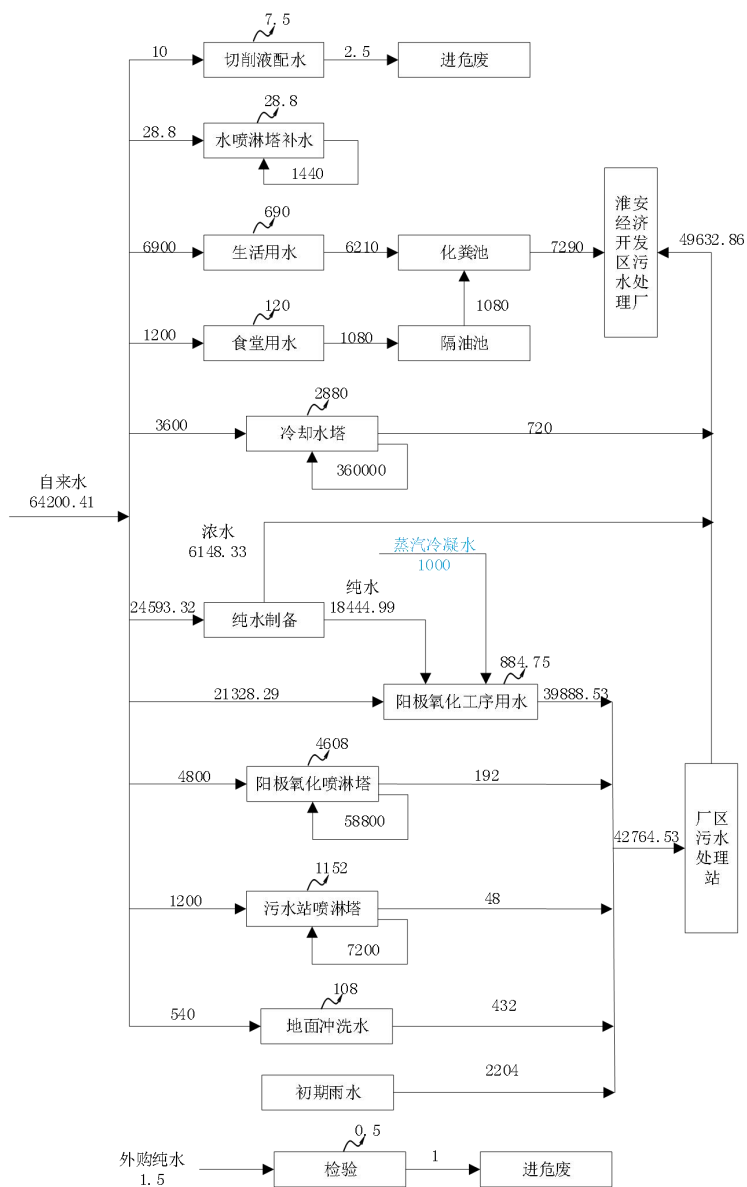 7.5
10
切削液配水
2.5
进危废
28.8
28.8
水喷淋塔补水
1440
690
6900
生活用水
6210
化粪池
7290
淮安
经济
开发
区污
水处
理厂
49632.86
1080
120
1200
食堂用水
1080
隔油池
2880
3600
冷却水塔
720
360000
自来水
64200.41
浓水
6148.33
蒸汽冷凝水
1000
纯水
24593.32
纯水制备
18444.99
884.75
21328.29
阳极氧化工序用水
39888.53
4608
4800
阳极氧化喷淋塔
192
58800
42764.53
厂区
污水
处理
站
1152
1200
污水站喷淋塔
48
7200
108
540
地面冲洗水
432
初期雨水
2204
0.5
外购纯水
1.5
检验
1
进危废